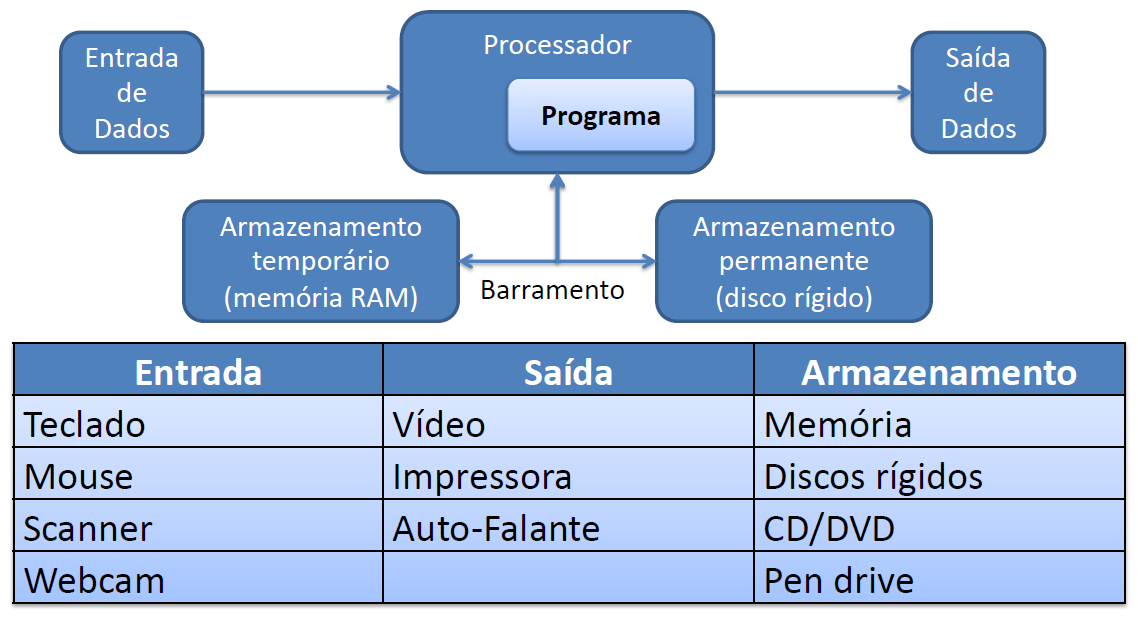 Entrada
de
Dados
Processador
Programa
Saída
de
Dados
Armazenamento
temporário
(memória RAM)
Barramento
Armazenamento
permanente
(disco rígido)
Entrada Saída Armazenamento
Teclado Vídeo Memória
Mouse Impressora Discos rígidos
Scanner Auto-Falante CD/DVD
Webcam Pen drive